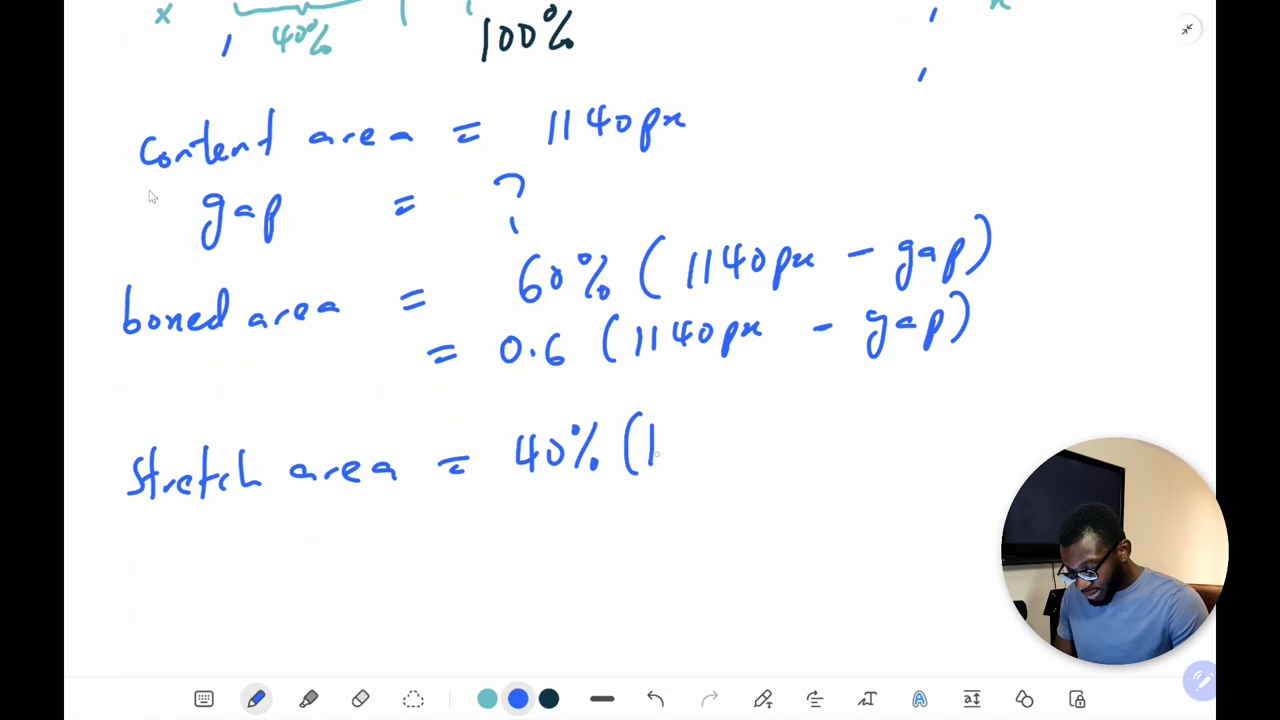 x 40% x
100%
content area = 1140px
gap = ?
boxed area = 60% (1140px - gap)
= 0.6 (1140px - gap)
Stretch area = 40% (1